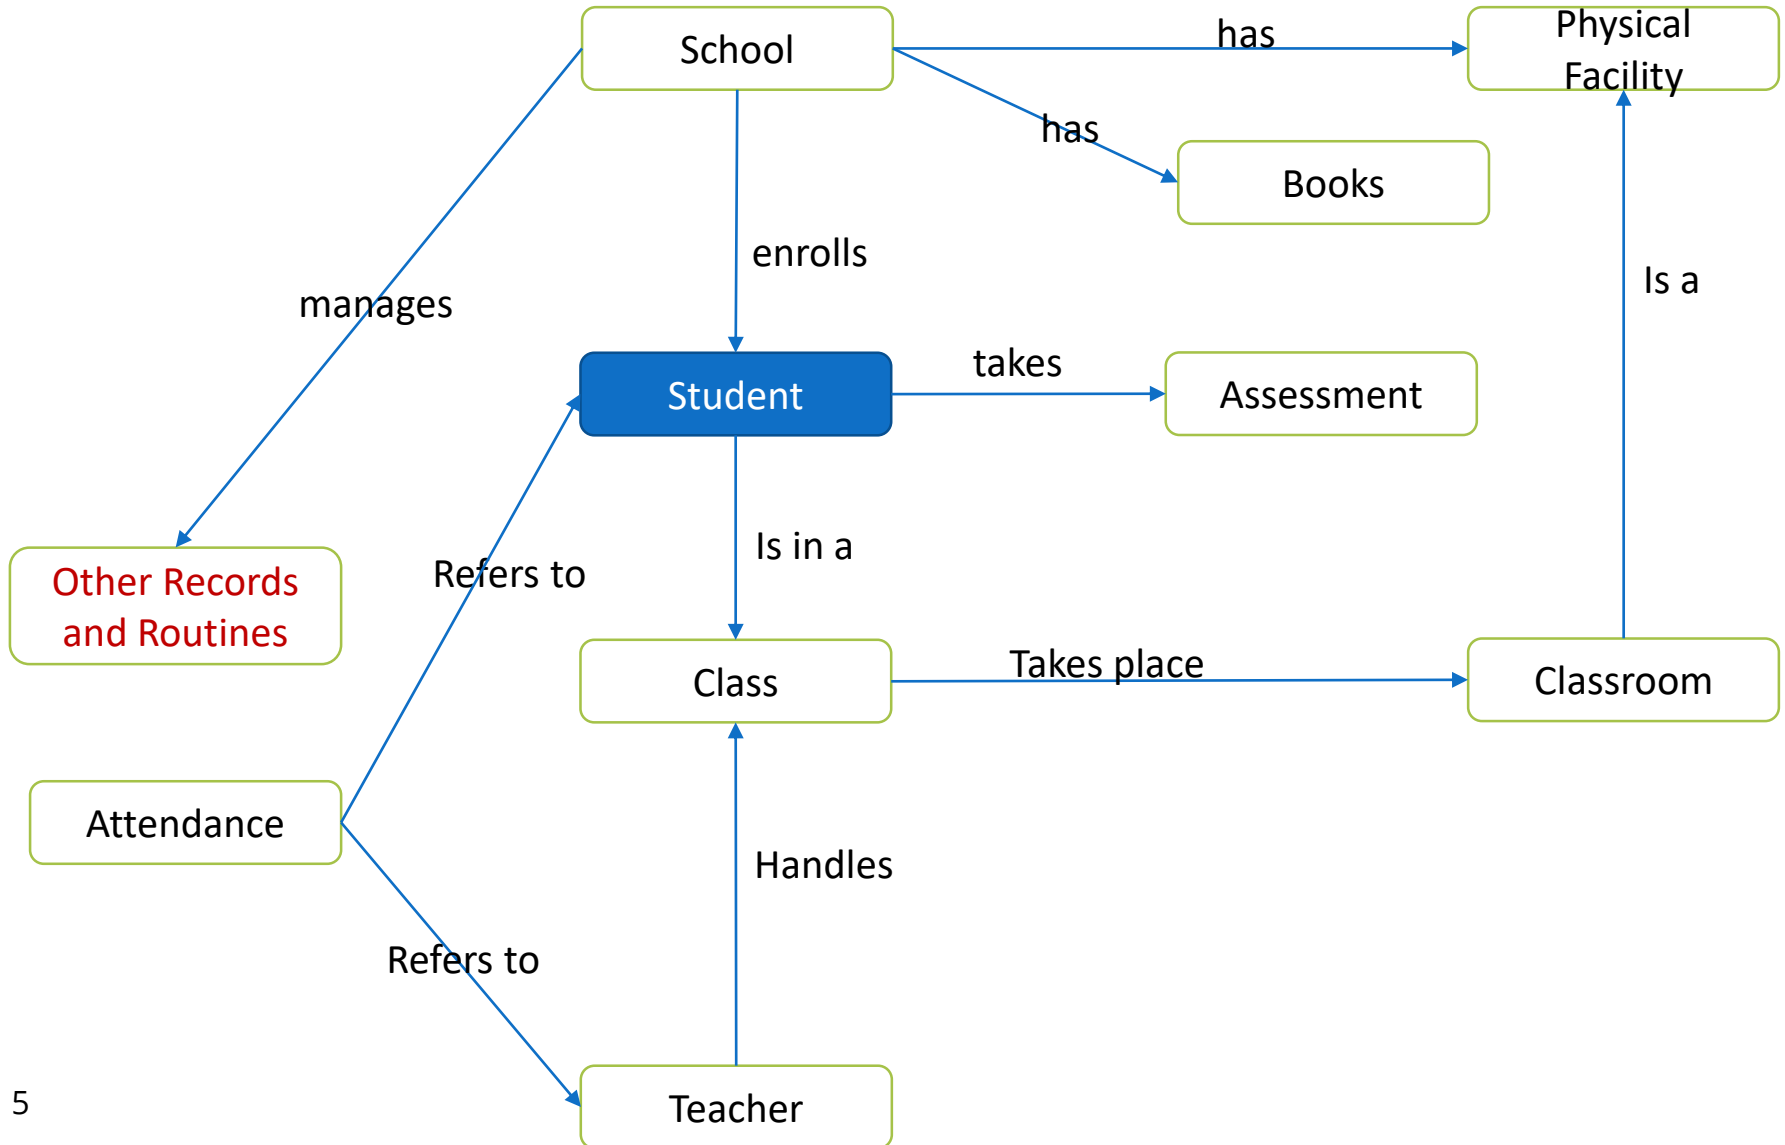 School
has
Physical
Facility
has
Books
enrolls
Is a
manages
Student
takes
Assessment
Is in a
Refers to
Other Records
and Routines
Class
Takes place
Classroom
Attendance
Handles
Refers to
Teacher
5